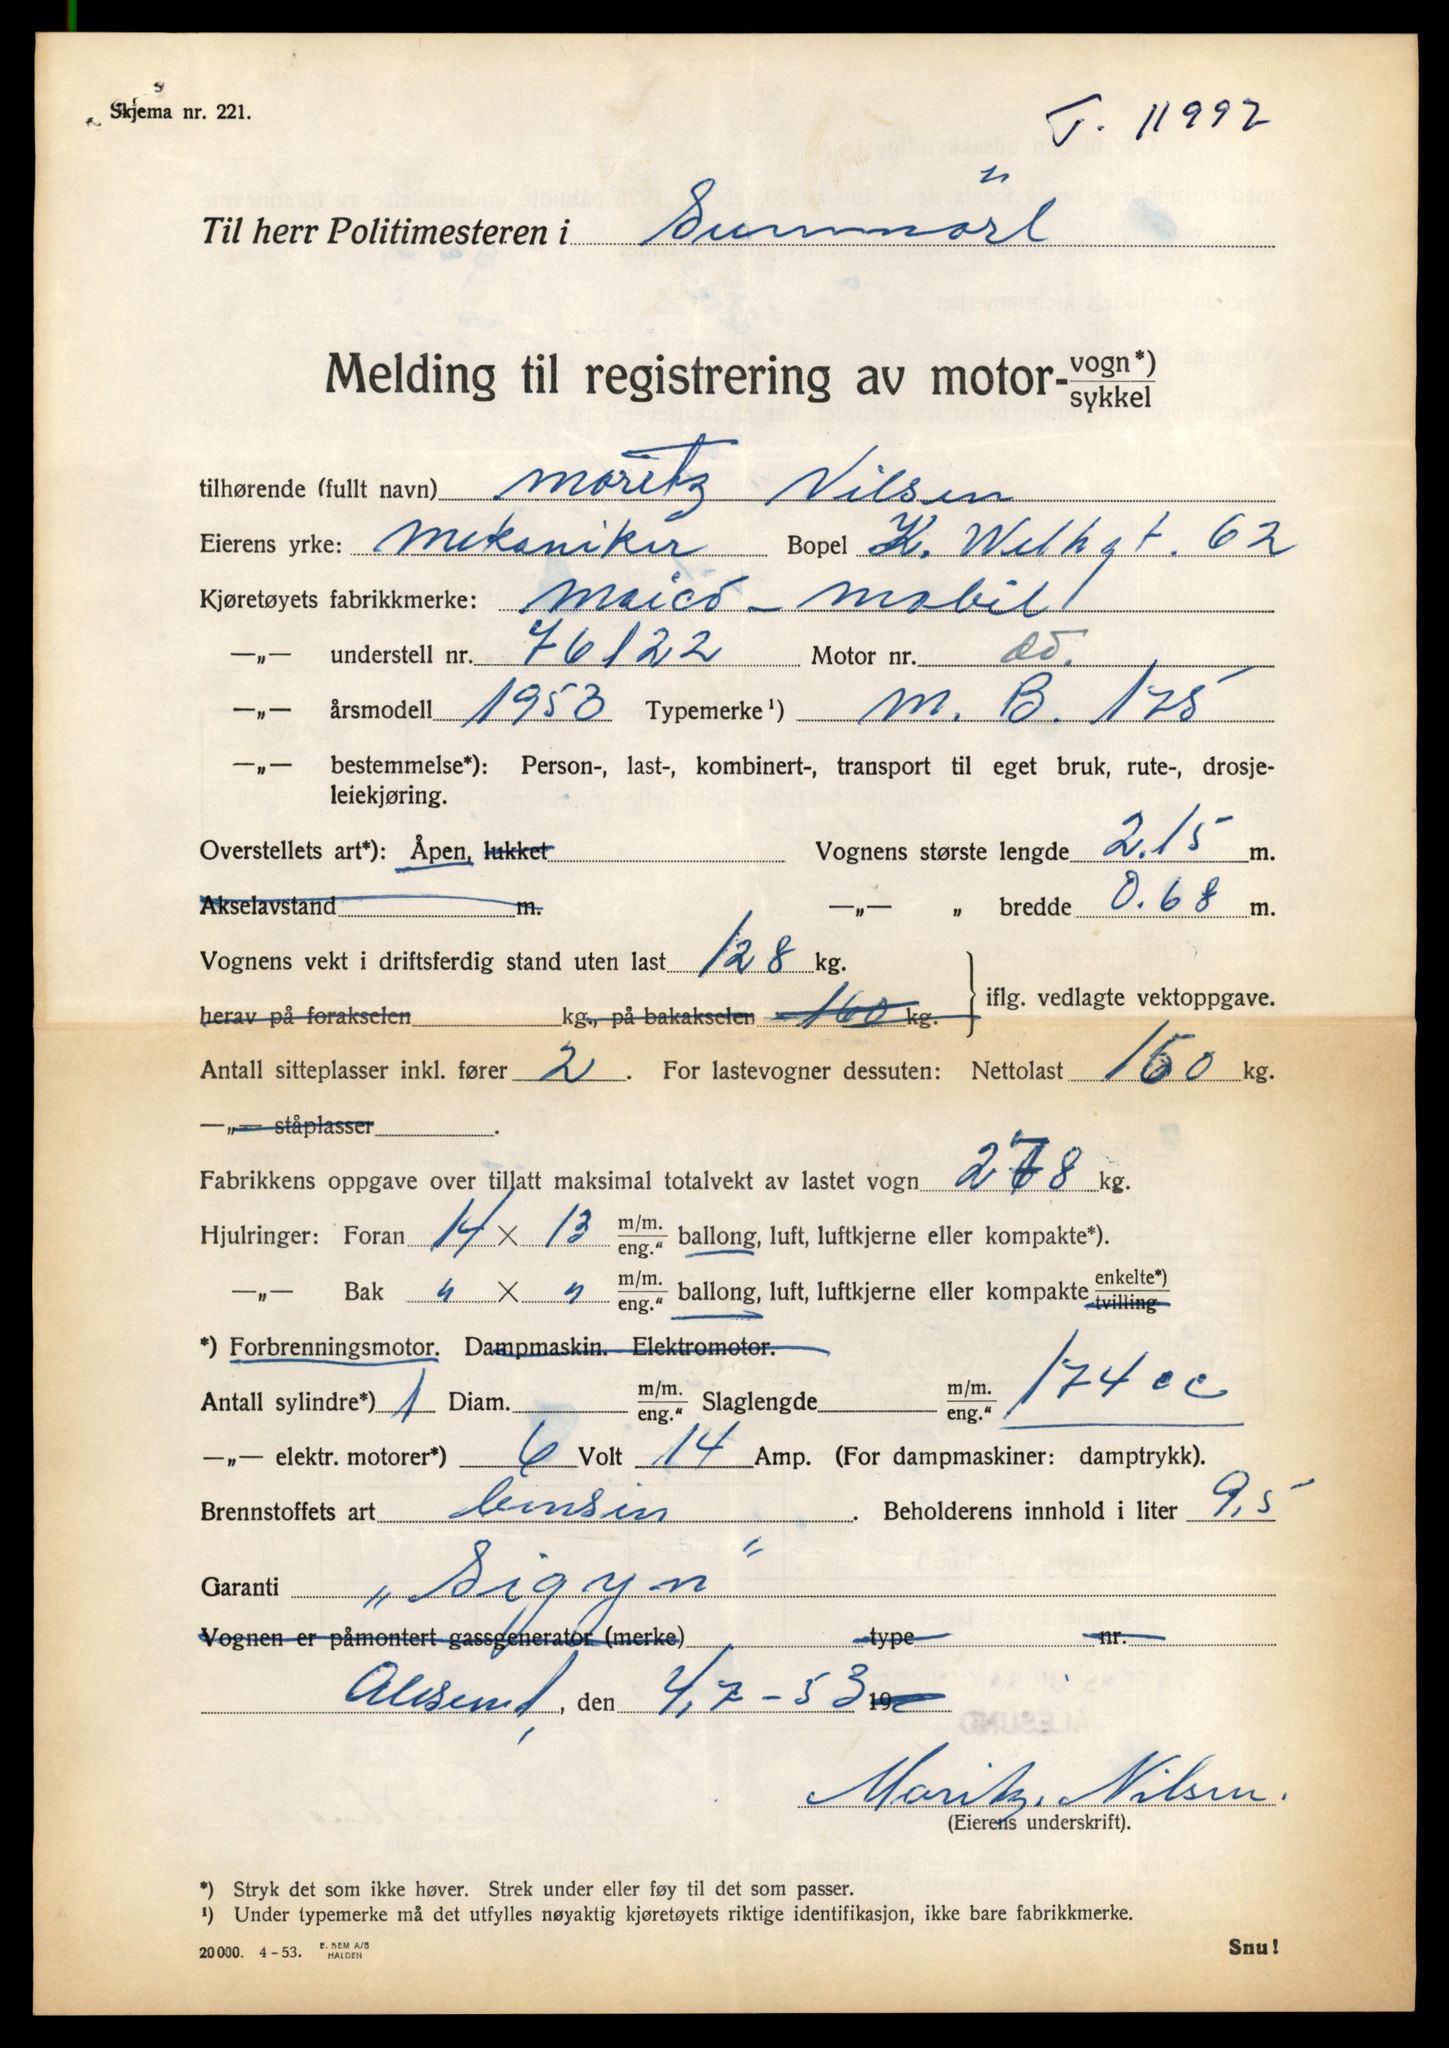 Skjema nr. 221.
T. 11992
Til herr Politimesteren i Sunnmöre
Melding til registrering av motor- vogn*) sykkel
tilhørende (fullt navn) Moritz Nilsen
Eierens yrke: Mekaniker Bopel K. Welhgt. 62
Kjøretøyets fabrikkmerke: Maico - mobil
—„— understell nr. 76122 Motor nr. do.
—„— årsmodell 1953 Typemerke¹) M. B. 175
—„— bestemmelse*): Person-, last-, kombinert-, transport til eget bruk, rute-, drosje-
leiekjøring.
Overstellets art*): Åpen, lukket Vognens største lengde 2.15 m.
Akselavstand m. —„— „ bredde 0.68 m.
Vognens vekt i driftsferdig stand uten last 128 kg.
herav på forakselen kg., på bakakselen 160 kg. iflg. vedlagte vektoppgave.
Antall sitteplasser inkl. fører 2. For lastevogner dessuten: Nettolast 150 kg.
—„— ståplasser .
Fabrikkens oppgave over tillatt maksimal totalvekt av lastet vogn 278 kg.
Hjulringer: Foran 14 × 13 m/m. eng." ballong, luft, luftkjerne eller kompakte*).
—„— Bak " × " m/m. eng." ballong, luft, luftkjerne eller kompakte enkelte*) tvilling
*) Forbrenningsmotor. Dampmaskin. Elektromotor.
Antall sylindre*) 1 Diam. m/m. eng." Slaglengde m/m. eng." 174 cc
—„— elektr. motorer*) 6 Volt 14 Amp. (For dampmaskiner: damptrykk).
Brennstoffets art bensin. Beholderens innhold i liter 9,5
Garanti „Sigyn"
Vognen er påmontert gassgenerator (merke) type nr.
Ålesund, den 4/7-53 19
Moritz Nilsen.
(Eierens underskrift).
*) Stryk det som ikke høver. Strek under eller føy til det som passer.
¹) Under typemerke må det utfylles nøyaktig kjøretøyets riktige identifikasjon, ikke bare fabrikkmerke.
20 000. 4-53. E. SEM A/S HALDEN
Snu!